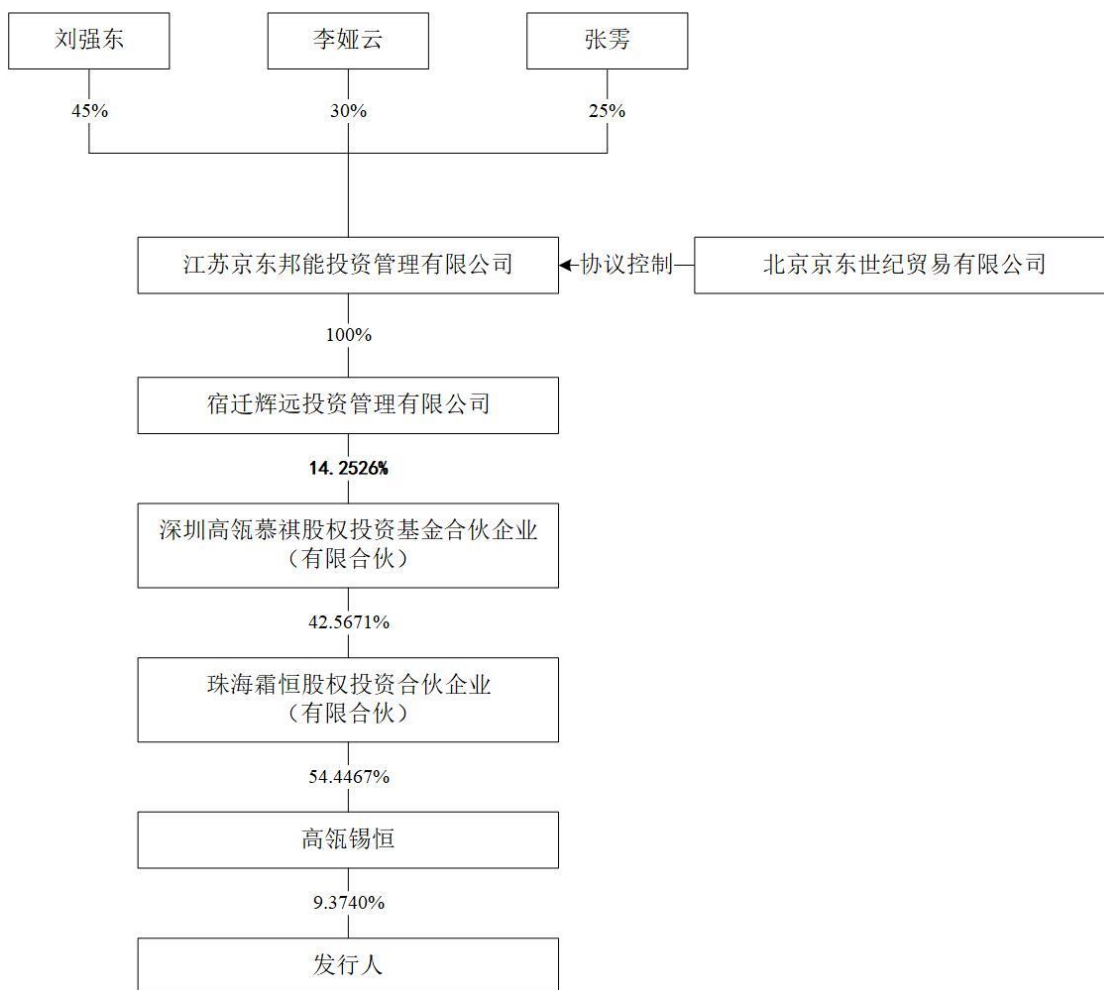 刘强东
李娅云
张雱
45%
30%
25%
江苏京东邦能投资管理有限公司
协议控制
北京京东世纪贸易有限公司
100%
宿迁辉远投资管理有限公司
14.2526%
深圳高瓴慕祺股权投资基金合伙企业
（有限合伙）
42.5671%
珠海霜恒股权投资合伙企业
（有限合伙）
54.4467%
高瓴锡恒
9.3740%
发行人